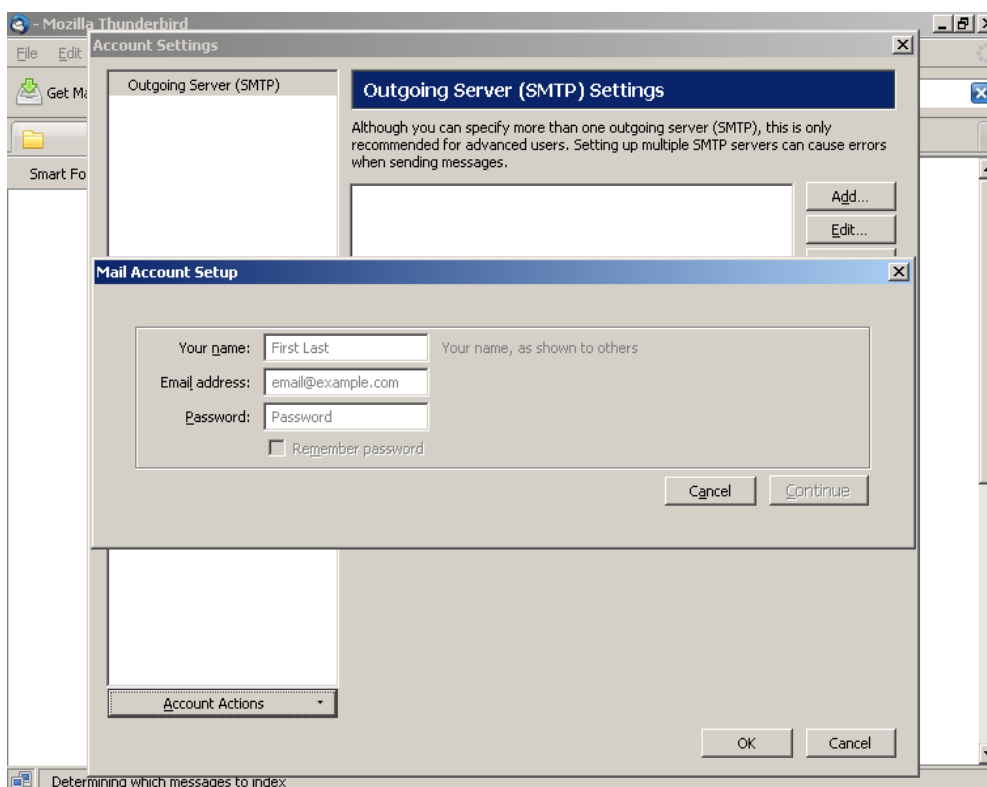 - Mozilla Thunderbird
File Edit
Account Settings
Get Ma
Smart Fo
Outgoing Server (SMTP)
Outgoing Server (SMTP) Settings
Although you can specify more than one outgoing server (SMTP), this is only
recommended for advanced users. Setting up multiple SMTP servers can cause errors
when sending messages.
Add...
Edit...
Mail Account Setup
Your name: First Last Your name, as shown to others
Email address: email@example.com
Password: Password
Remember password
Cancel Continue
Account Actions
OK Cancel
Determining which messages to index